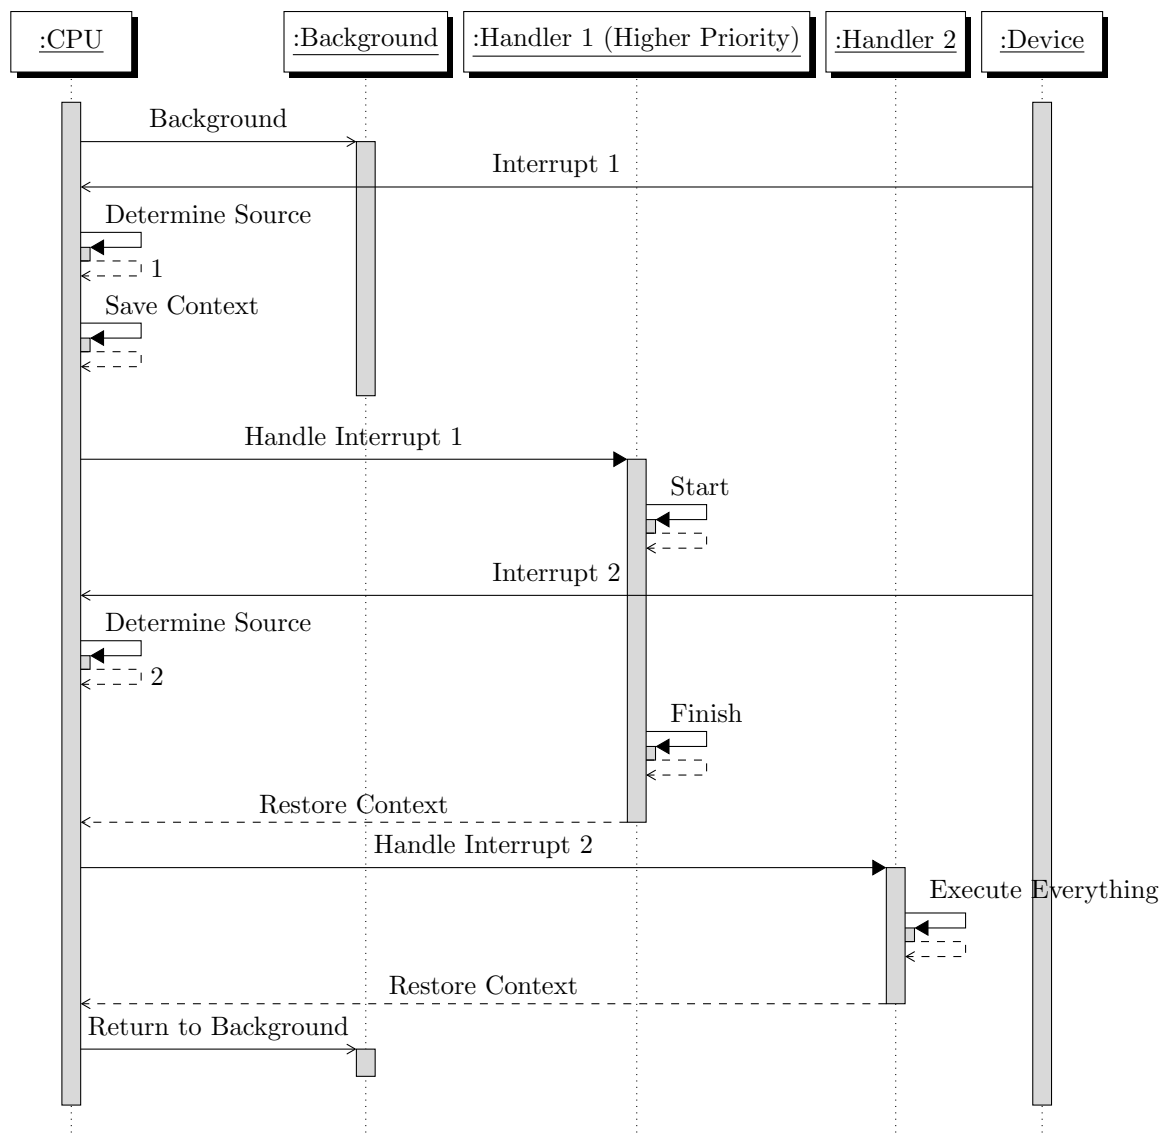 :CPU
:Background
:Handler 1 (Higher Priority)
:Handler 2
:Device
Background
Interrupt 1
Determine Source
1
Save Context
Handle Interrupt 1
Start
Interrupt 2
Determine Source
2
Finish
Restore Context
Handle Interrupt 2
Execute Everything
Restore Context
Return to Background